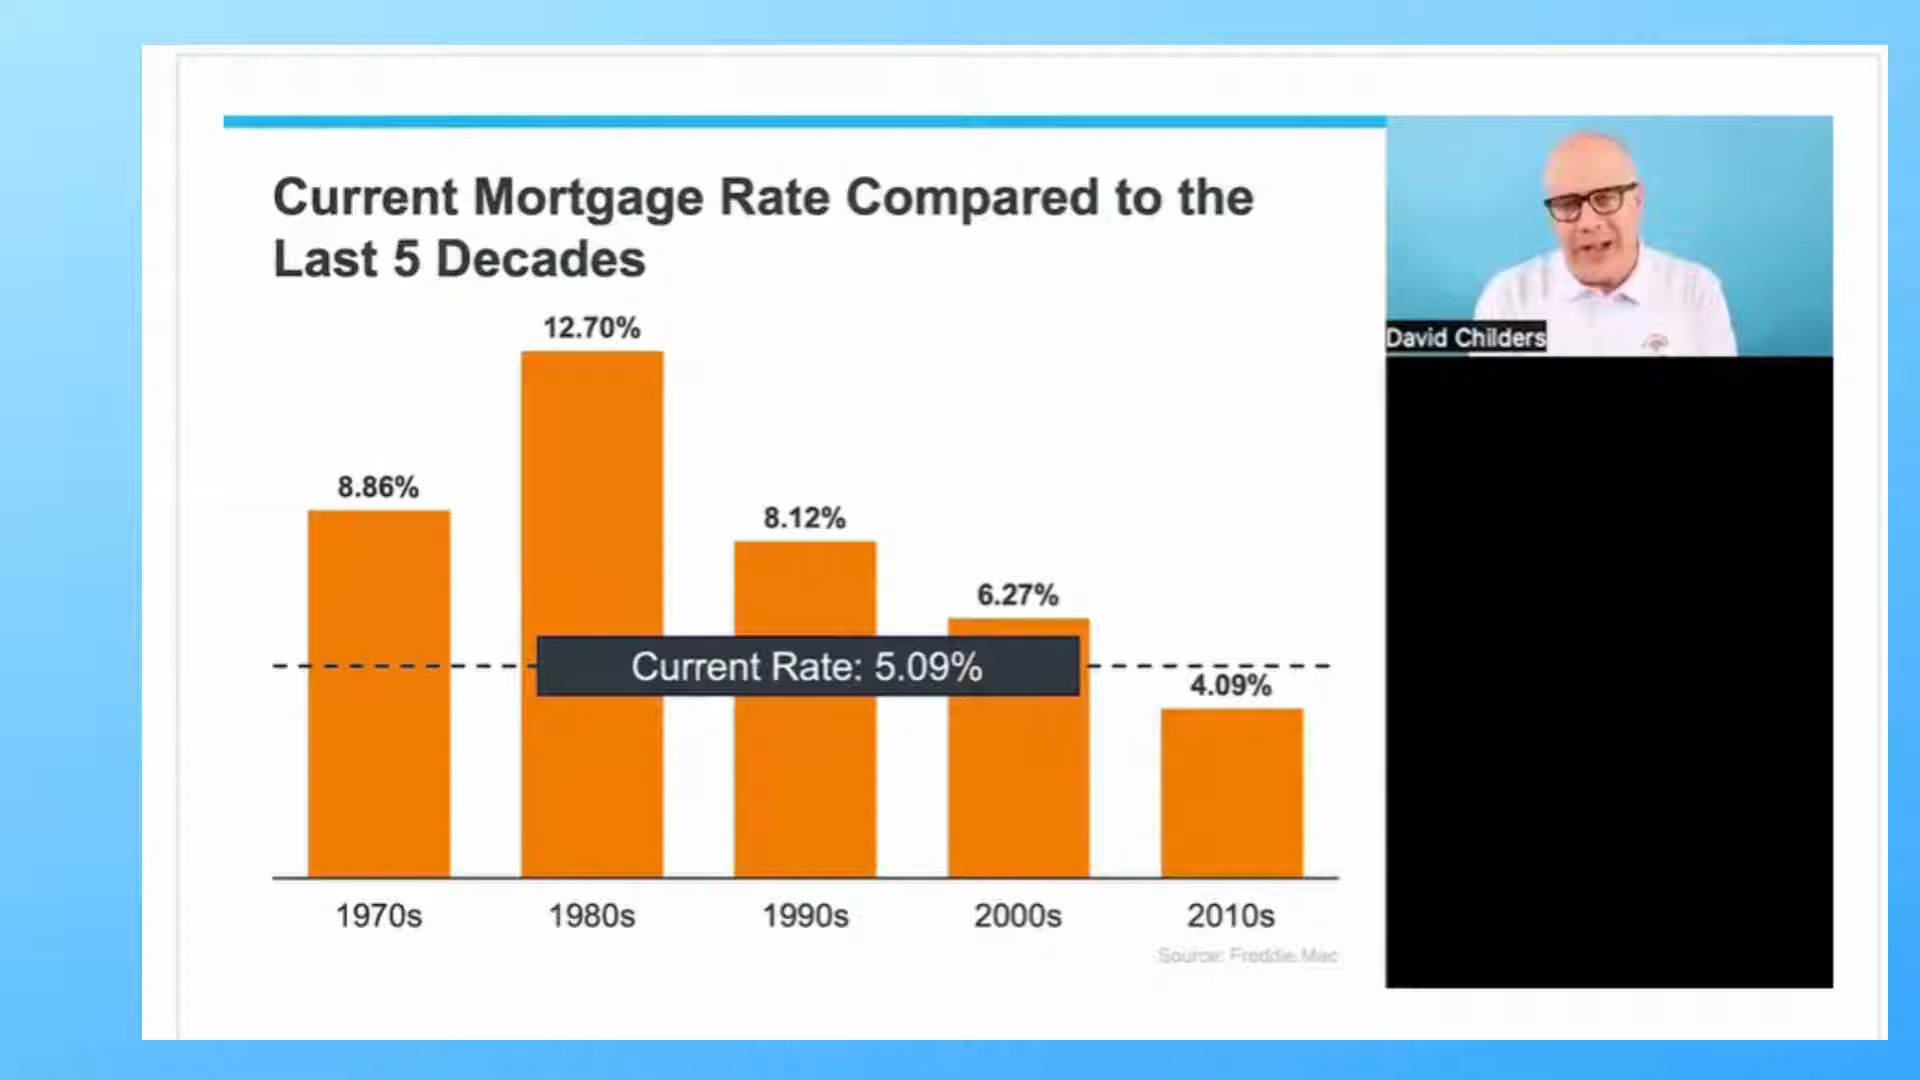 Current Mortgage Rate Compared to the
Last 5 Decades
12.70%
8.86%
8.12%
6.27%
Current Rate: 5.09%
4.09%
1970s
1980s
1990s
2000s
2010s
Source: Freddie Mac
David Childers